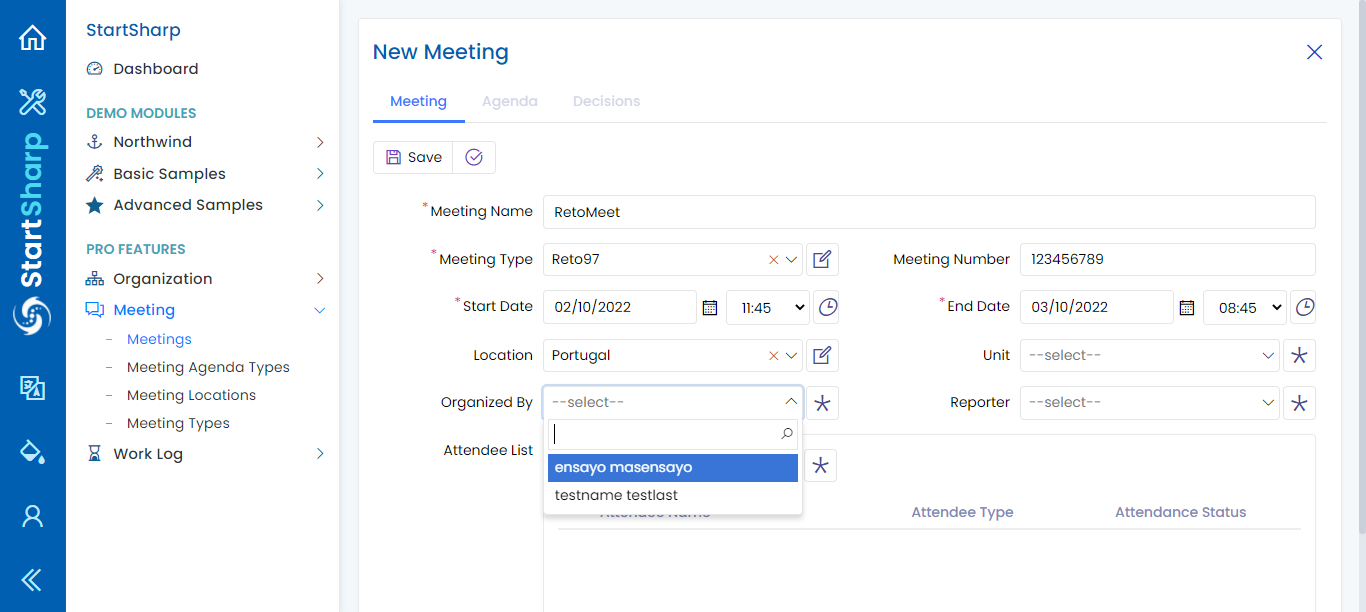 StartSharp
StartSharp
Dashboard
DEMO MODULES
Northwind
Basic Samples
Advanced Samples
PRO FEATURES
Organization
Meeting
Meetings
Meeting Agenda Types
Meeting Locations
Meeting Types
Work Log
New Meeting
Meeting Agenda Decisions
Save
*Meeting Name RetoMeet
*Meeting Type Reto97 Meeting Number 123456789
*Start Date 02/10/2022 11:45 *End Date 03/10/2022 08:45
Location Portugal Unit --select--
Organized By --select-- Reporter --select--
Attendee List
ensayo masensayo
testname testlast
Attendee Name Attendee Type Attendance Status